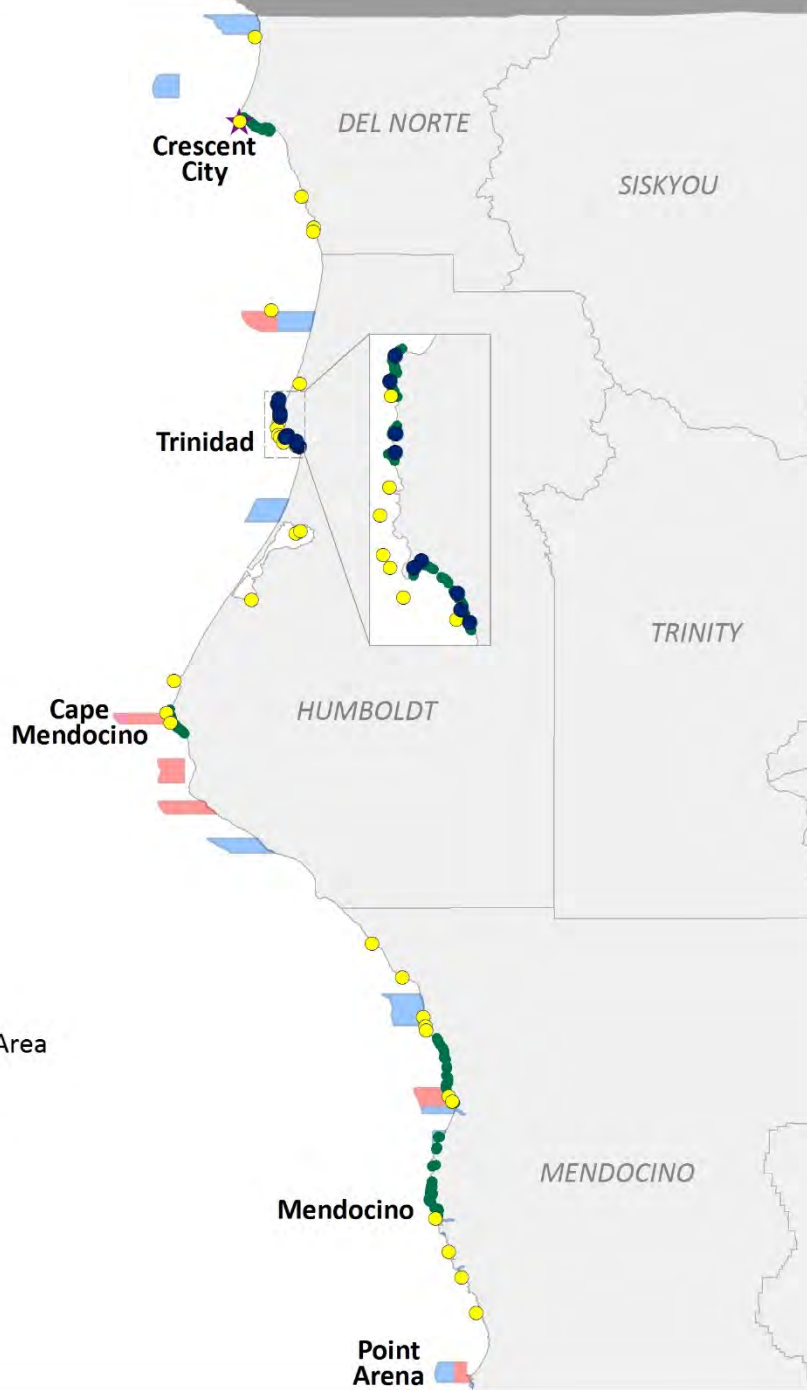 DEL NORTE
Crescent
City
SISKYOU
Trinidad
TRINITY
Cape
Mendocino
HUMBOLDT
Area
MENDOCINO
Mendocino
Point
Arena